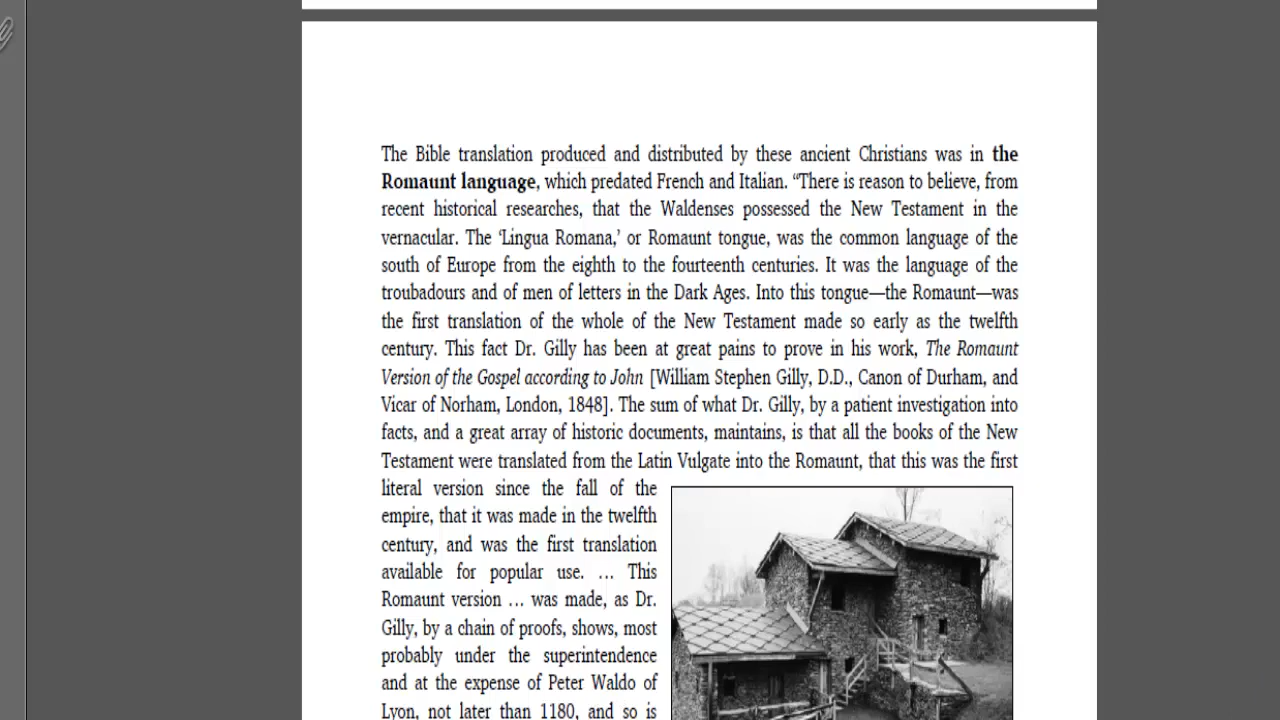 The Bible translation produced and distributed by these ancient Christians was in the
Romaunt language, which predated French and Italian. “There is reason to believe, from
recent historical researches, that the Waldenses possessed the New Testament in the
vernacular. The ‘Lingua Romana,’ or Romaunt tongue, was the common language of the
south of Europe from the eighth to the fourteenth centuries. It was the language of the
troubadours and of men of letters in the Dark Ages. Into this tongue—the Romaunt—was
the first translation of the whole of the New Testament made so early as the twelfth
century. This fact Dr. Gilly has been at great pains to prove in his work, The Romaunt
Version of the Gospel according to John [William Stephen Gilly, D.D., Canon of Durham, and
Vicar of Norham, London, 1848]. The sum of what Dr. Gilly, by a patient investigation into
facts, and a great array of historic documents, maintains, is that all the books of the New
Testament were translated from the Latin Vulgate into the Romaunt, that this was the first
literal version since the fall of the
empire, that it was made in the twelfth
century, and was the first translation
available for popular use. … This
Romaunt version … was made, as Dr.
Gilly, by a chain of proofs, shows, most
probably under the superintendence
and at the expense of Peter Waldo of
Lyon, not later than 1180, and so is